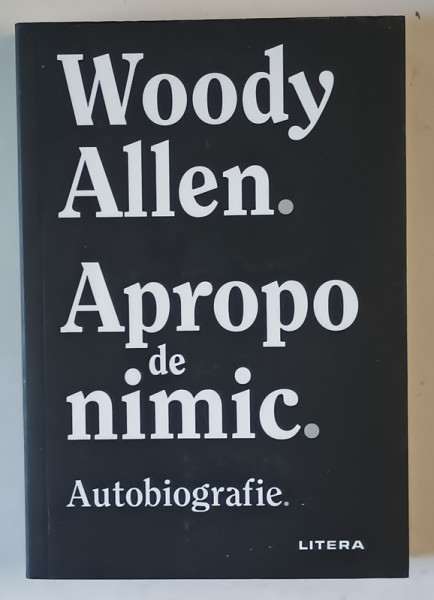 Woody
Allen.
Apropo
de
nimic.
Autobiografie.
LITERA